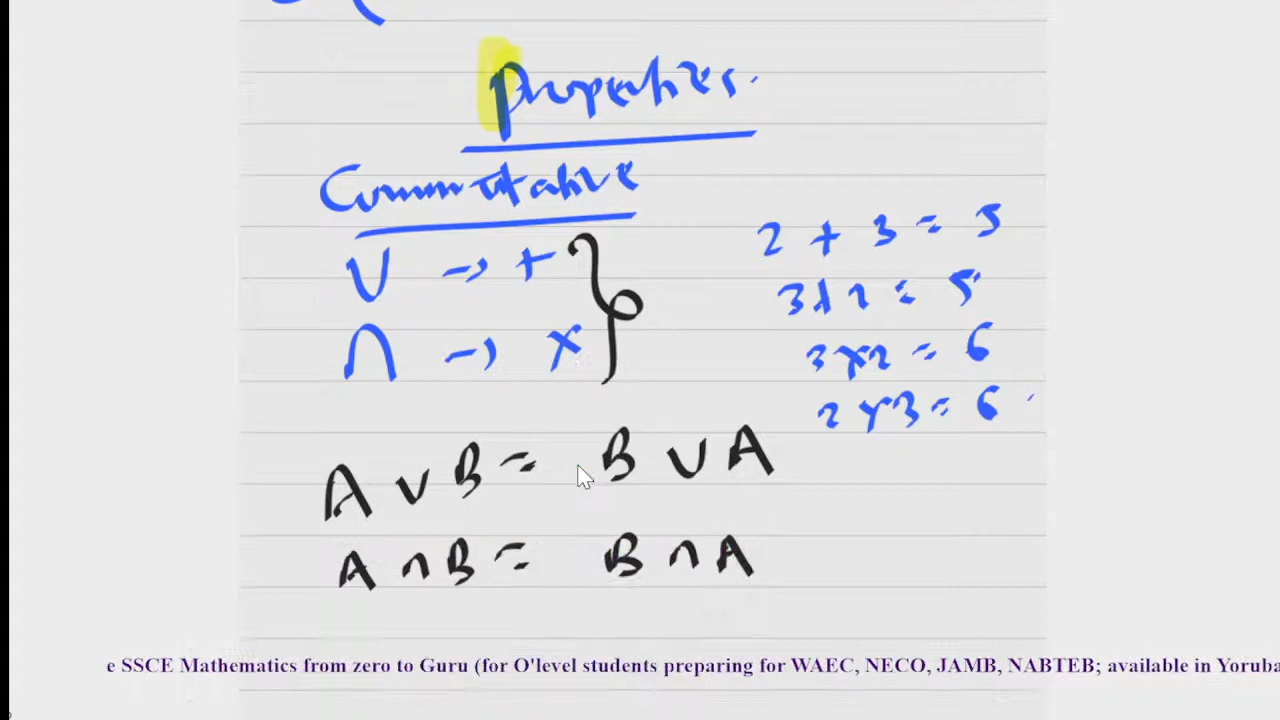 Properties.
Commutative
∪ → +
∩ → ×
2 + 3 = 5
3 + 2 = 5
3 × 2 = 6
2 × 3 = 6
A ∪ B = B ∪ A
A ∩ B = B ∩ A
e SSCE Mathematics from zero to Guru (for O'level students preparing for WAEC, NECO, JAMB, NABTEB; available in Yoruba